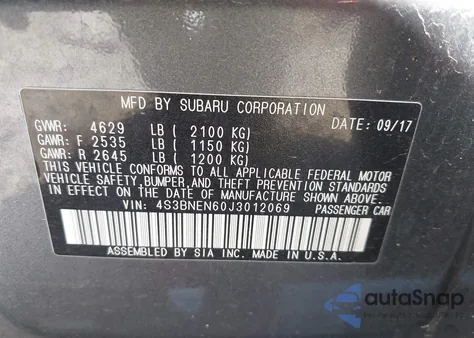 MFD BY SUBARU CORPORATION
GVWR: 4629 LB ( 2100 KG) DATE: 09/17
GAWR: F 2535 LB ( 1150 KG)
GAWR: R 2645 LB ( 1200 KG)
THIS VEHICLE CONFORMS TO ALL APPLICABLE FEDERAL MOTOR
VEHICLE SAFETY, BUMPER, AND THEFT PREVENTION STANDARDS
IN EFFECT ON THE DATE OF MANUFACTURE SHOWN ABOVE.
VIN: 4S3BNEN60J3012069 PASSENGER CAR
ASSEMBLED BY SIA INC. MADE IN U.S.A.
autoSnap